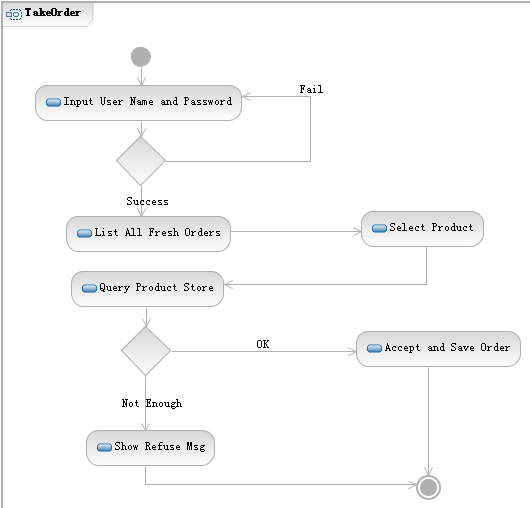 TakeOrder
Input User Name and Password
Fail
Success
List All Fresh Orders
Select Product
Query Product Store
OK
Accept and Save Order
Not Enough
Show Refuse Msg